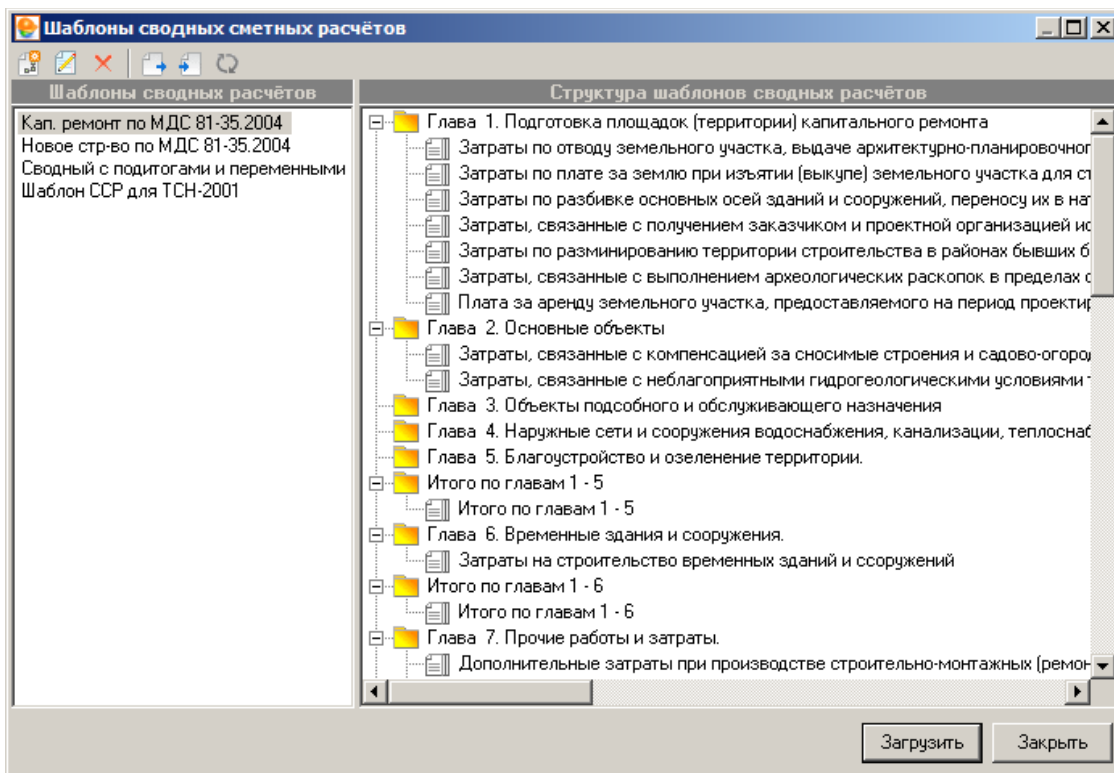 Шаблоны сводных сметных расчётов
Шаблоны сводных расчётов
Структура шаблонов сводных расчётов
Кап. ремонт по МДС 81-35.2004
Новое стр-во по МДС 81-35.2004
Сводный с подитогами и переменными
Шаблон ССР для ТСН-2001
Глава 1. Подготовка площадок (территории) капитального ремонта
Затраты по отводу земельного участка, выдаче архитектурно-планировочног
Затраты по плате за землю при изъятии (выкупе) земельного участка для ст
Затраты по разбивке основных осей зданий и сооружений, переносу их в нат
Затраты, связанные с получением заказчиком и проектной организацией ис
Затраты по разминированию территории строительства в районах бывших б
Затраты, связанные с выполнением археологических раскопок в пределах с
Плата за аренду земельного участка, предоставляемого на период проектир
Глава 2. Основные объекты
Затраты, связанные с компенсацией за сносимые строения и садово-огород
Затраты, связанные с неблагоприятными гидрогеологическими условиями т
Глава 3. Объекты подсобного и обслуживающего назначения
Глава 4. Наружные сети и сооружения водоснабжения, канализации, теплоснаб
Глава 5. Благоустройство и озеленение территории.
Итого по главам 1 - 5
Итого по главам 1 - 5
Глава 6. Временные здания и сооружения.
Затраты на строительство временных зданий и ссоружений
Итого по главам 1 - 6
Итого по главам 1 - 6
Глава 7. Прочие работы и затраты.
Дополнительные затраты при производстве строительно-монтажных (ремон
Загрузить
Закрыть